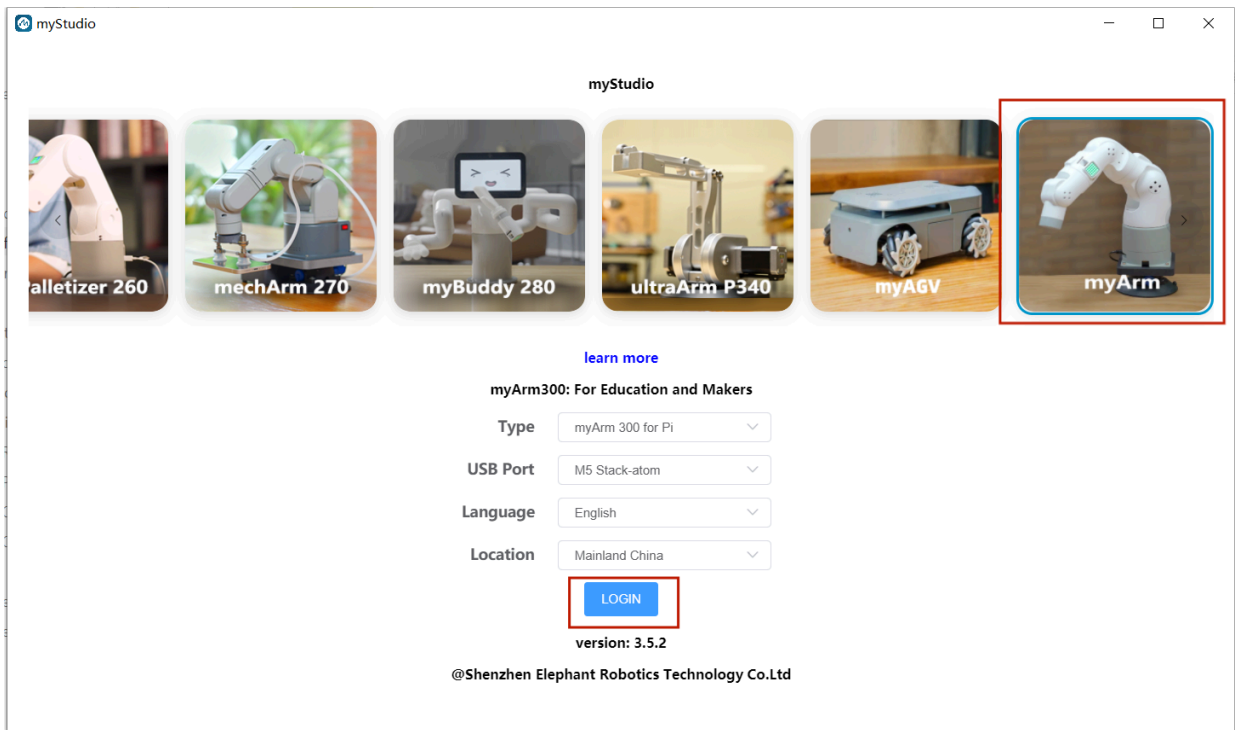 myStudio
myStudio
alletizer 260
mechArm 270
myBuddy 280
ultraArm P340
myAGV
myArm
learn more
myArm300: For Education and Makers
Type myArm 300 for Pi
USB Port M5 Stack-atom
Language English
Location Mainland China
LOGIN
version: 3.5.2
@Shenzhen Elephant Robotics Technology Co.Ltd